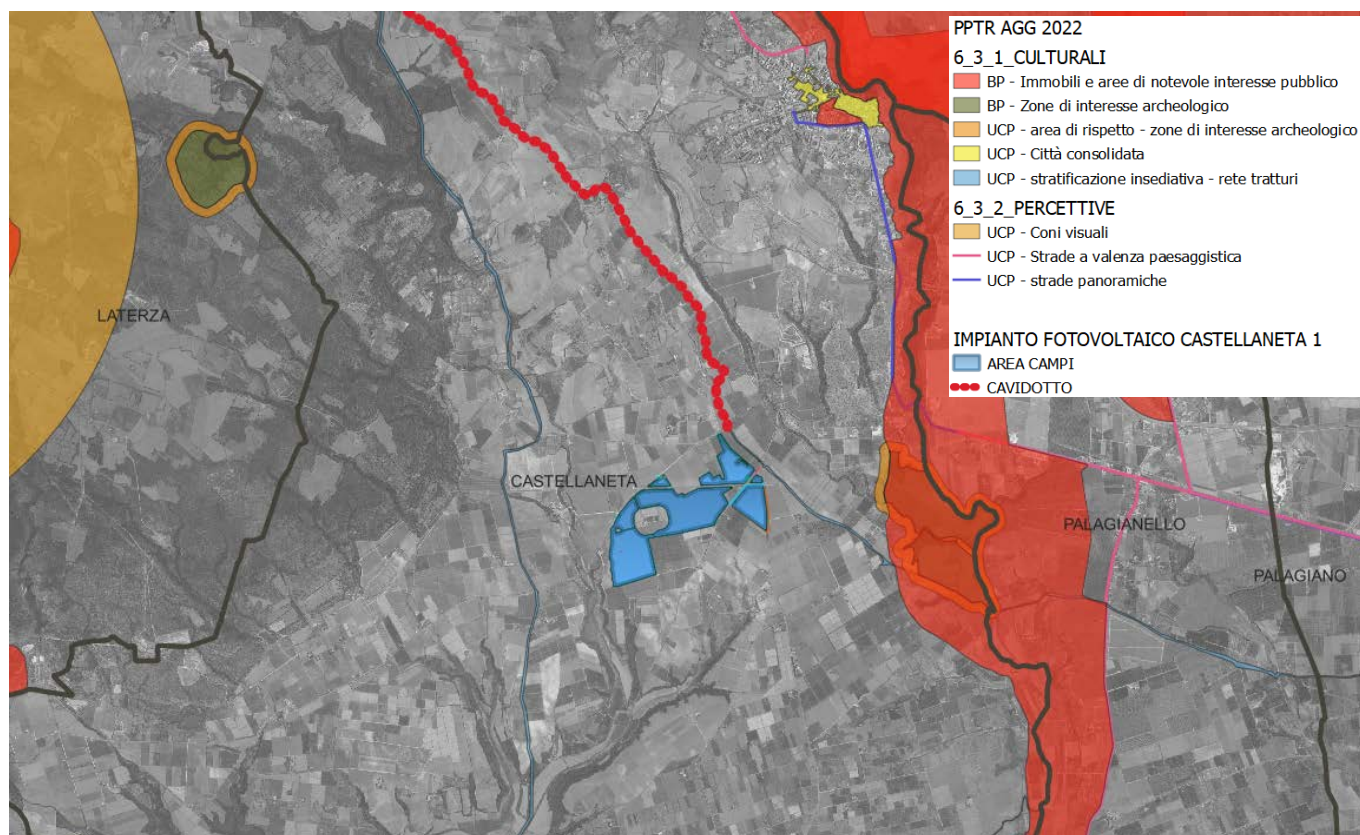 PPTR AGG 2022
6_3_1_CULTURALI
BP - Immobili e aree di notevole interesse pubblico
BP - Zone di interesse archeologico
UCP - area di rispetto - zone di interesse archeologico
UCP - Città consolidata
UCP - stratificazione insediativa - rete tratturi
6_3_2_PERCETTIVE
UCP - Coni visuali
UCP - Strade a valenza paesaggistica
UCP - strade panoramiche
IMPIANTO FOTOVOLTAICO CASTELLANETA 1
AREA CAMPI
CAVIDOTTO
LATERZA
CASTELLANETA
PALAGIANELLO
PALAGIANO